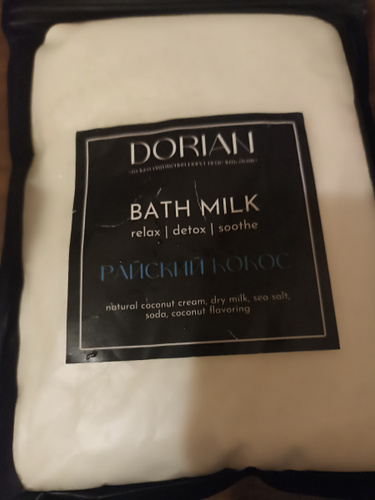 DORIAN
BATH MILK
relax | detox | soothe
РАЙСКИЙ КОКОС
natural coconut cream, dry milk, sea salt,
soda, coconut flavoring